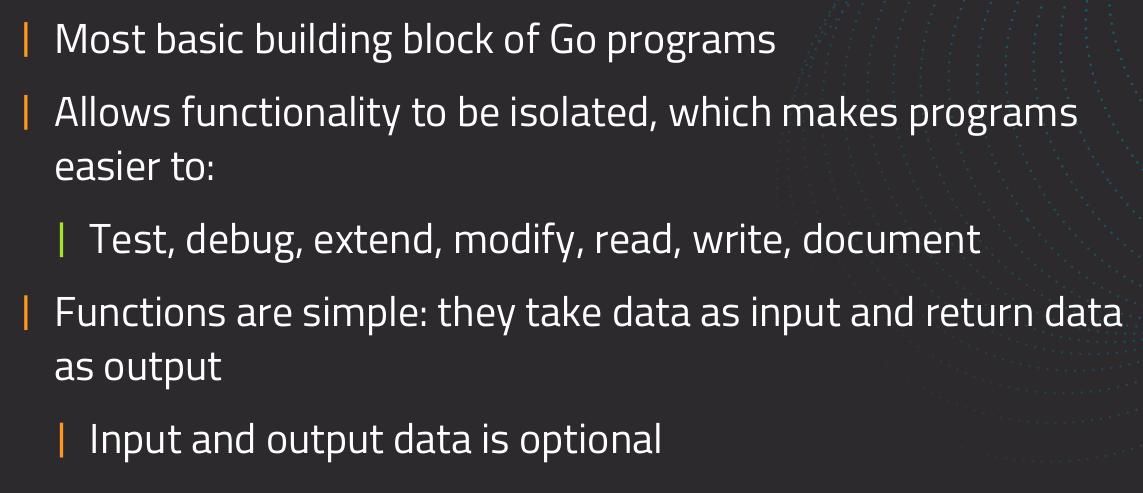 Most basic building block of Go programs
Allows functionality to be isolated, which makes programs
easier to:
Test, debug, extend, modify, read, write, document
Functions are simple: they take data as input and return data
as output
Input and output data is optional